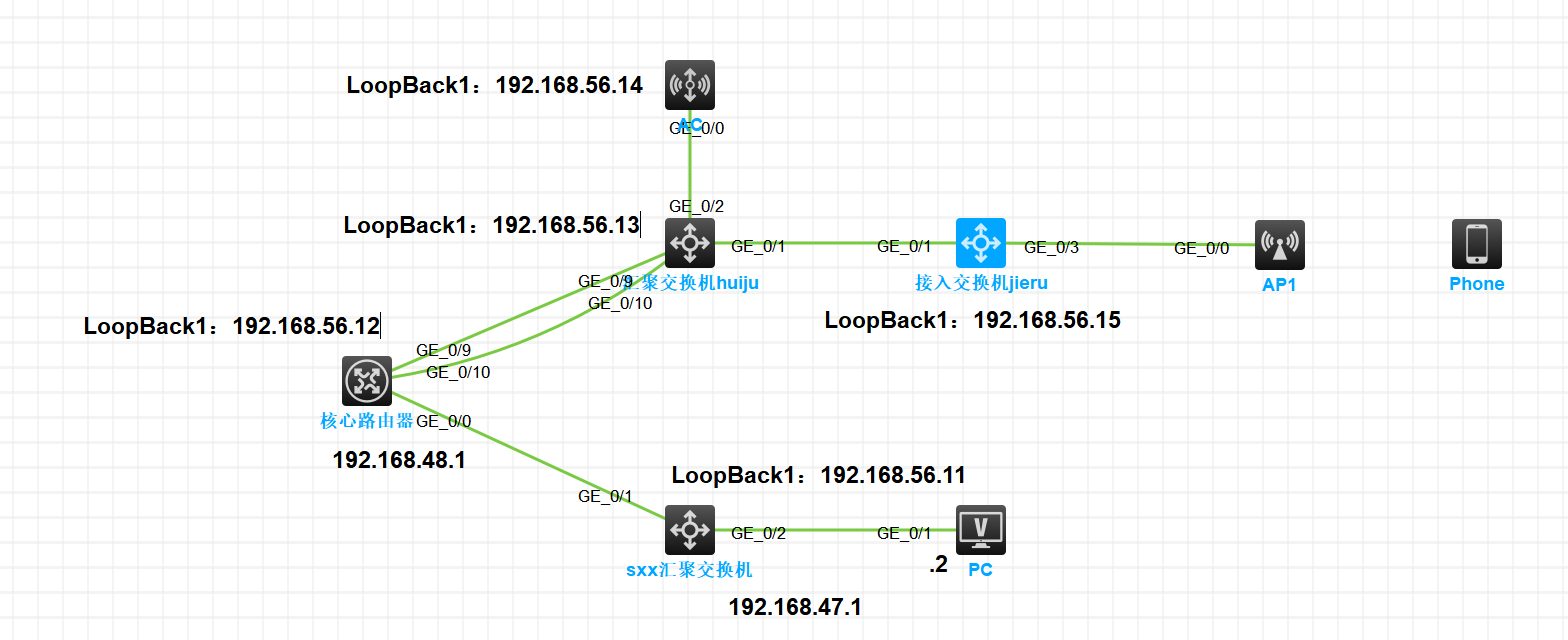 LoopBack1：192.168.56.14
AC
GE_0/0
GE_0/2
LoopBack1：192.168.56.13
GE_0/1
GE_0/1
GE_0/3
GE_0/0
GE_0/9
汇聚交换机huiju
接入交换机jieru
AP1
Phone
GE_0/10
LoopBack1：192.168.56.12
LoopBack1：192.168.56.15
GE_0/9
GE_0/10
核心路由器
GE_0/0
192.168.48.1
LoopBack1：192.168.56.11
GE_0/1
GE_0/2
GE_0/1
.2
PC
sxx汇聚交换机
192.168.47.1